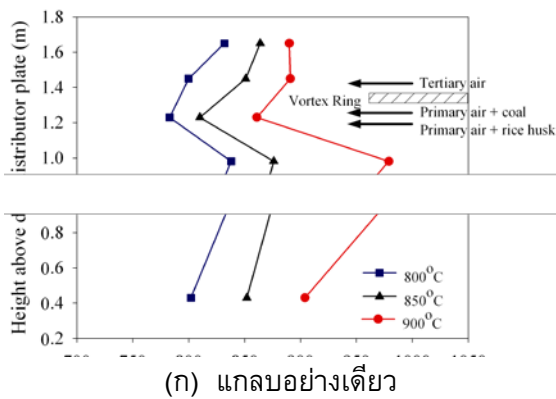 1.8
1.6
1.4
1.2
1.0
0.8
0.6
0.4
0.2
Height above d
istributor plate (m)
Tertiary air
Vortex Ring
Primary air + coal
Primary air + rice husk
800°C
850°C
900°C
(ก) แกลบอย่างเดียว